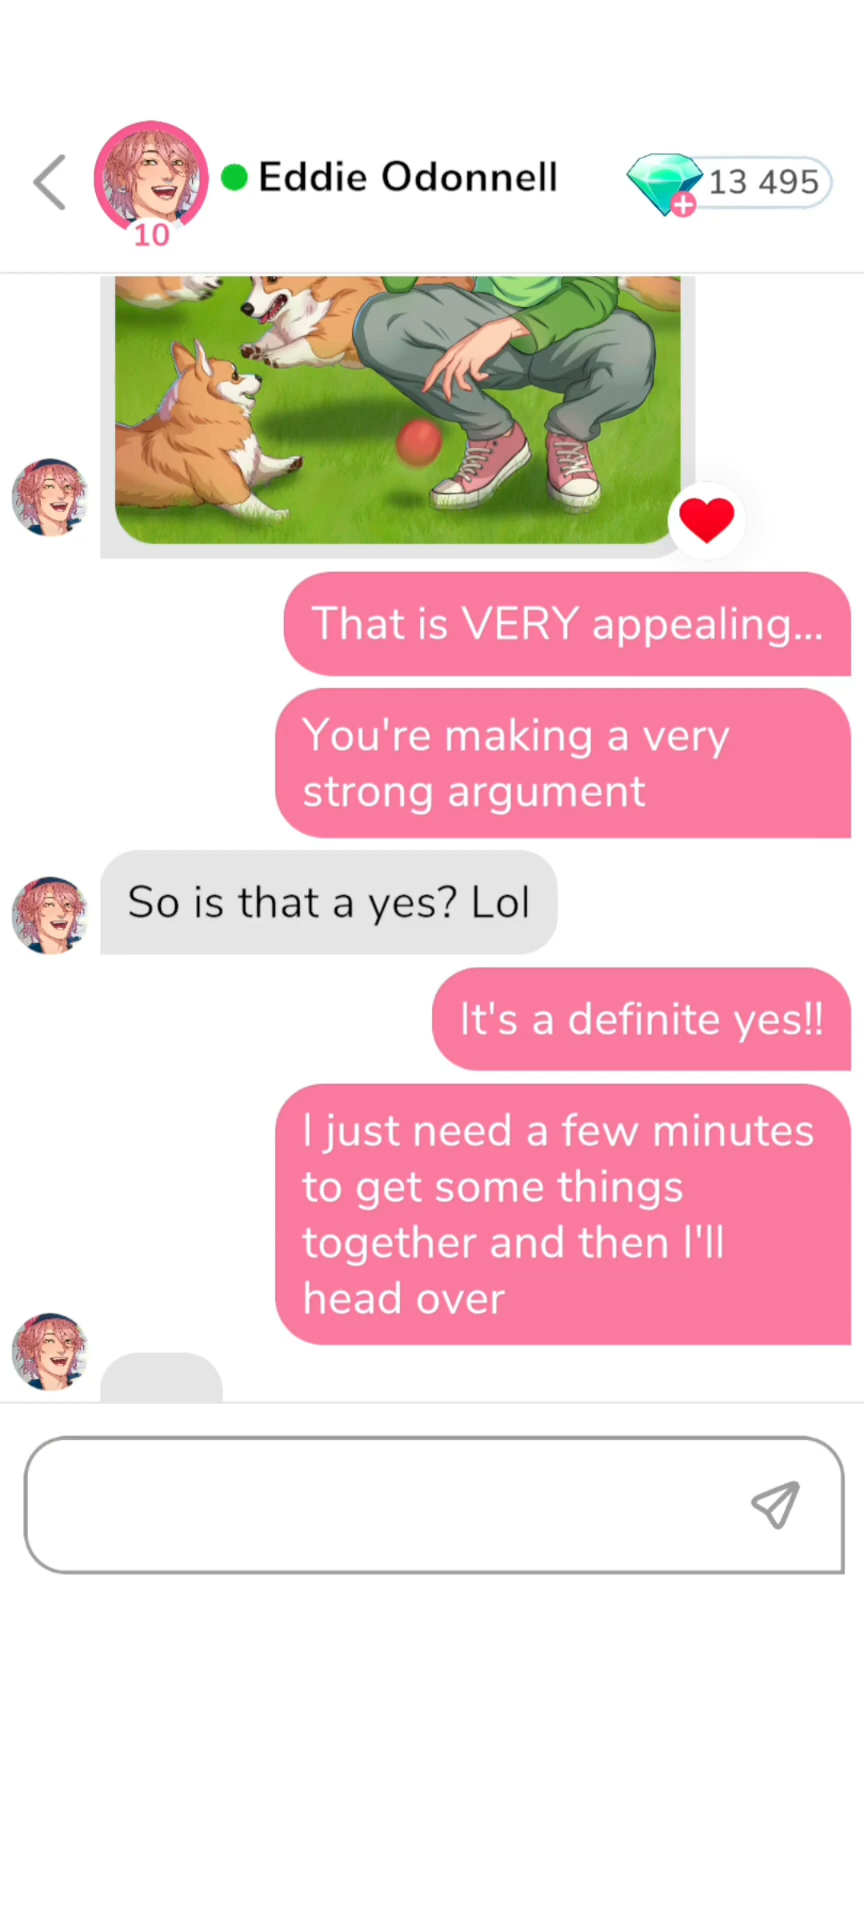 Eddie Odonnell
13 495
10
That is VERY appealing...
You're making a very
strong argument
So is that a yes? Lol
It's a definite yes!!
I just need a few minutes
to get some things
together and then I'll
head over